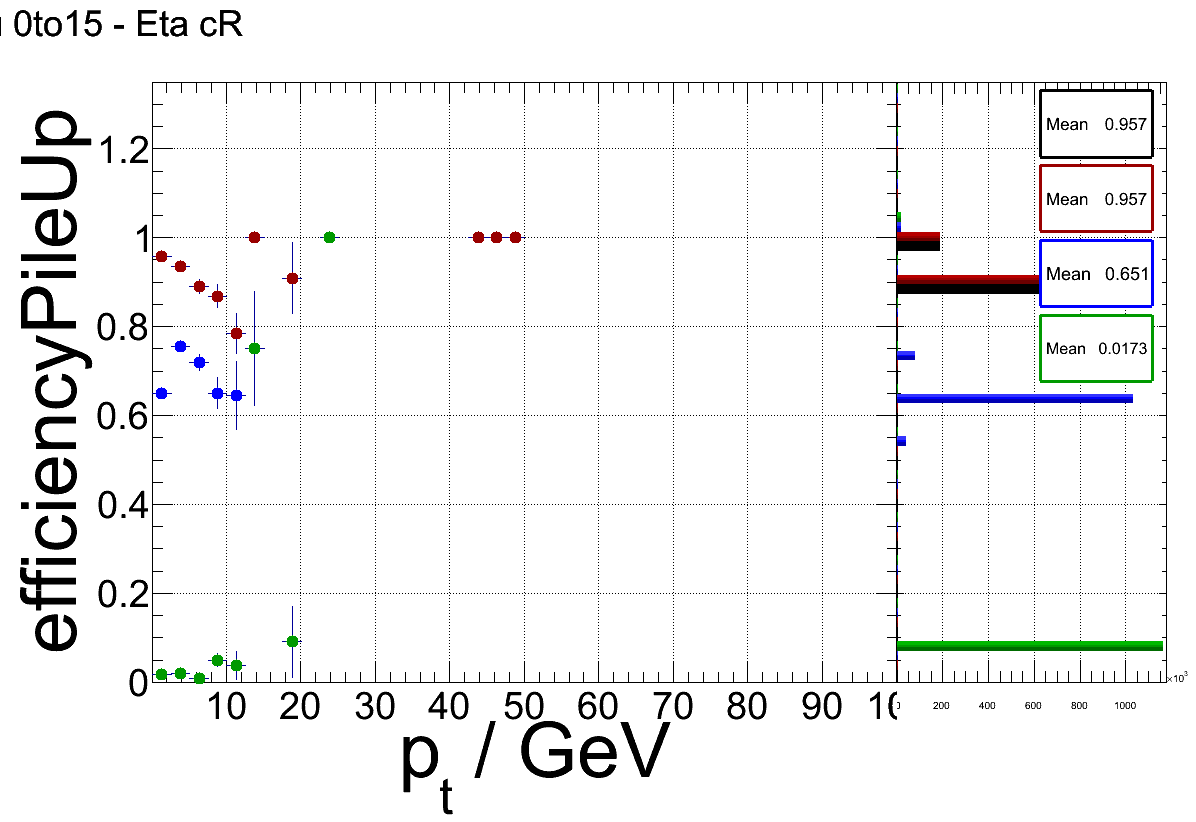 0to15 - Eta cR
efficiencyPileUp
1.2
1
0.8
0.6
0.4
0.2
0
10 20 30 40 50 60 70 80 90
p_t / GeV
Mean 0.957
Mean 0.957
Mean 0.651
Mean 0.0173
200 400 600 800 1000
×10³